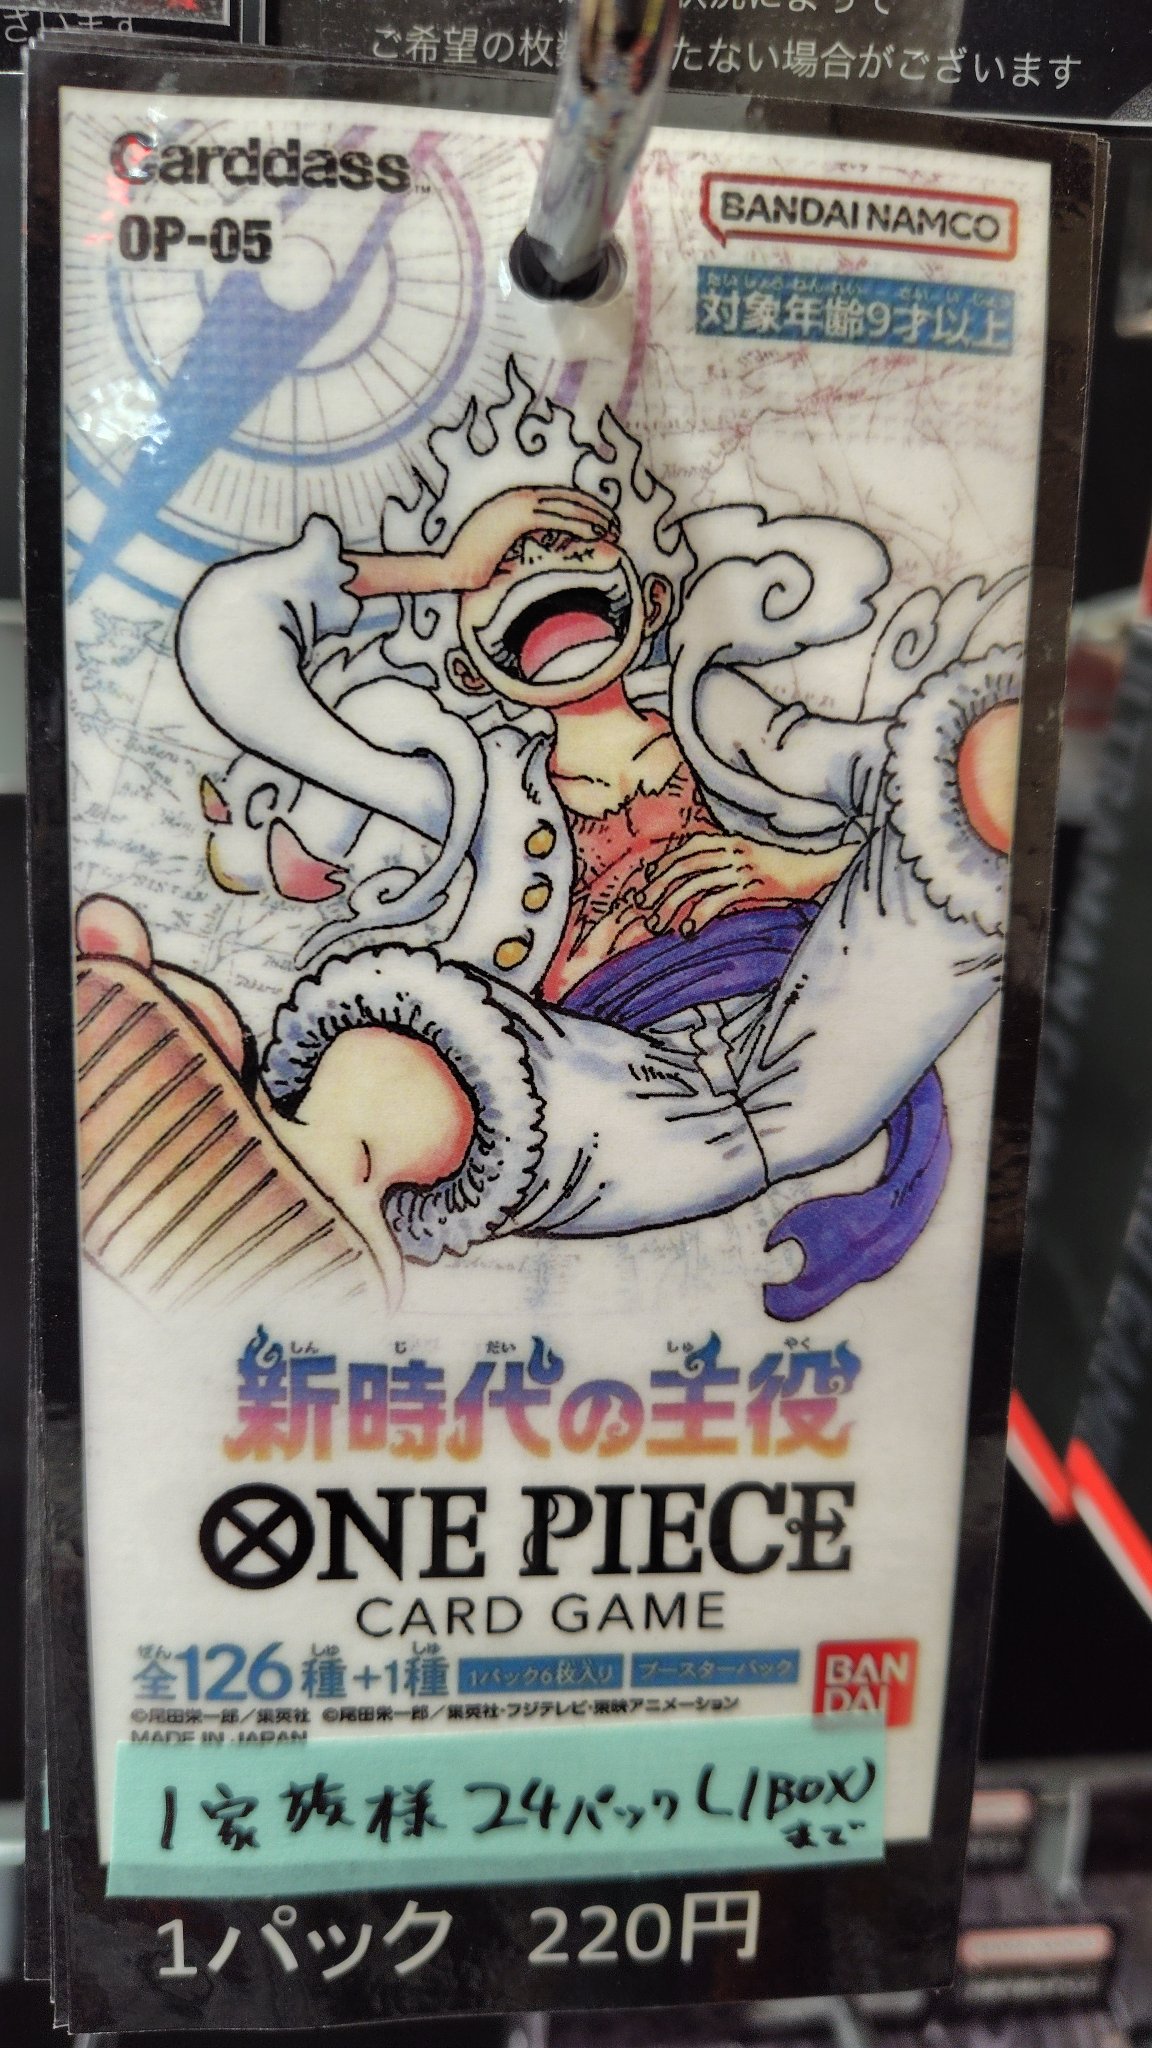 ざいます
ご希望の枚数 たない場合がございます
Carddass™
OP-05
BANDAI NAMCO
たいしょうねんれい さいいじょう
対象年齢9才以上
しん じ だい しゅ やく
新時代の主役
ONE PIECE
CARD GAME
ぜん しゅ しゅ
全126種+1種 1パック6枚入り ブースターパック
BANDAI
©尾田栄一郎/集英社 ©尾田栄一郎/集英社・フジテレビ・東映アニメーション
MADE IN JAPAN
1家族様 24パック(1BOX)
まで
1パック 220円